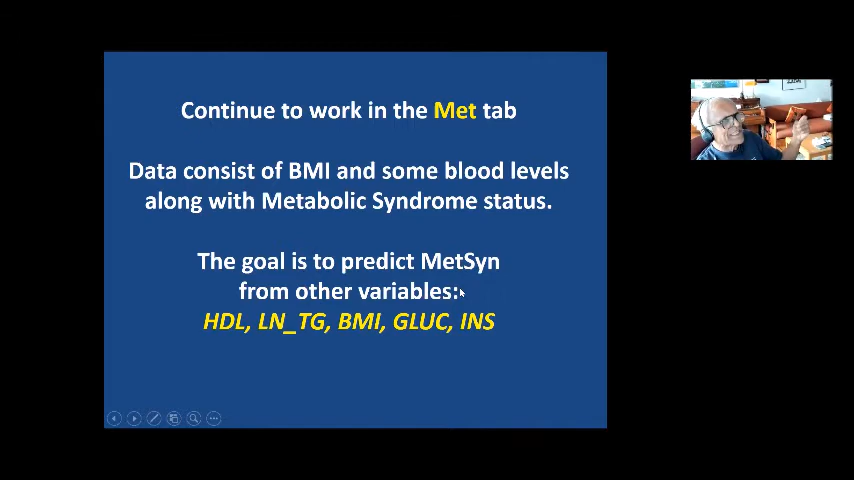 Continue to work in the Met tab
Data consist of BMI and some blood levels
along with Metabolic Syndrome status.
The goal is to predict MetSyn
from other variables:
HDL, LN_TG, BMI, GLUC, INS